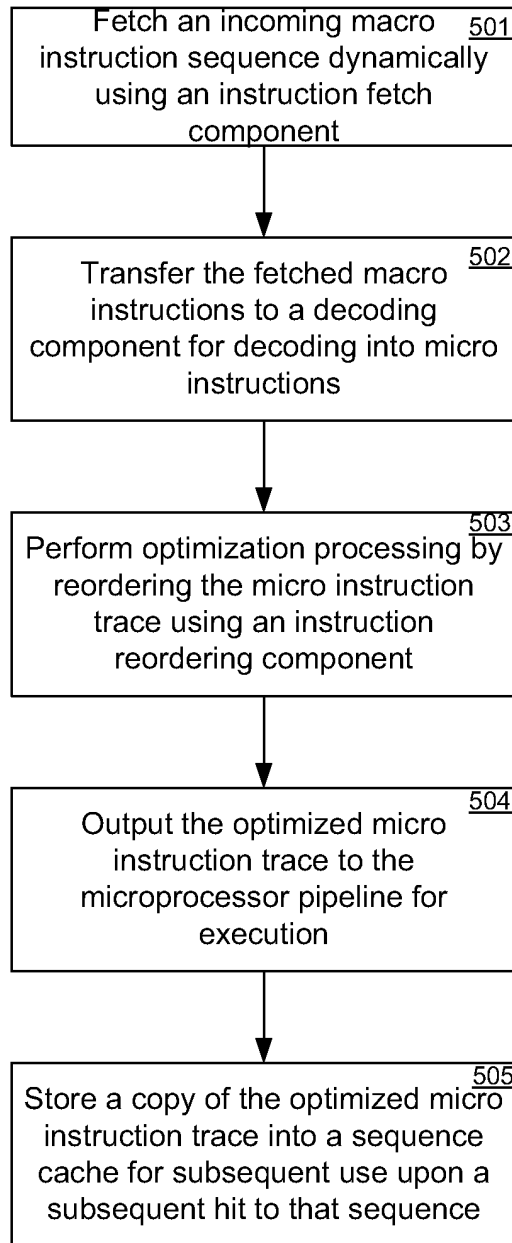 Fetch an incoming macro 501
instruction sequence dynamically
using an instruction fetch
component
502
Transfer the fetched macro
instructions to a decoding
component for decoding into micro
instructions
503
Perform optimization processing by
reordering the micro instruction
trace using an instruction
reordering component
504
Output the optimized micro
instruction trace to the
microprocessor pipeline for
execution
505
Store a copy of the optimized micro
instruction trace into a sequence
cache for subsequent use upon a
subsequent hit to that sequence